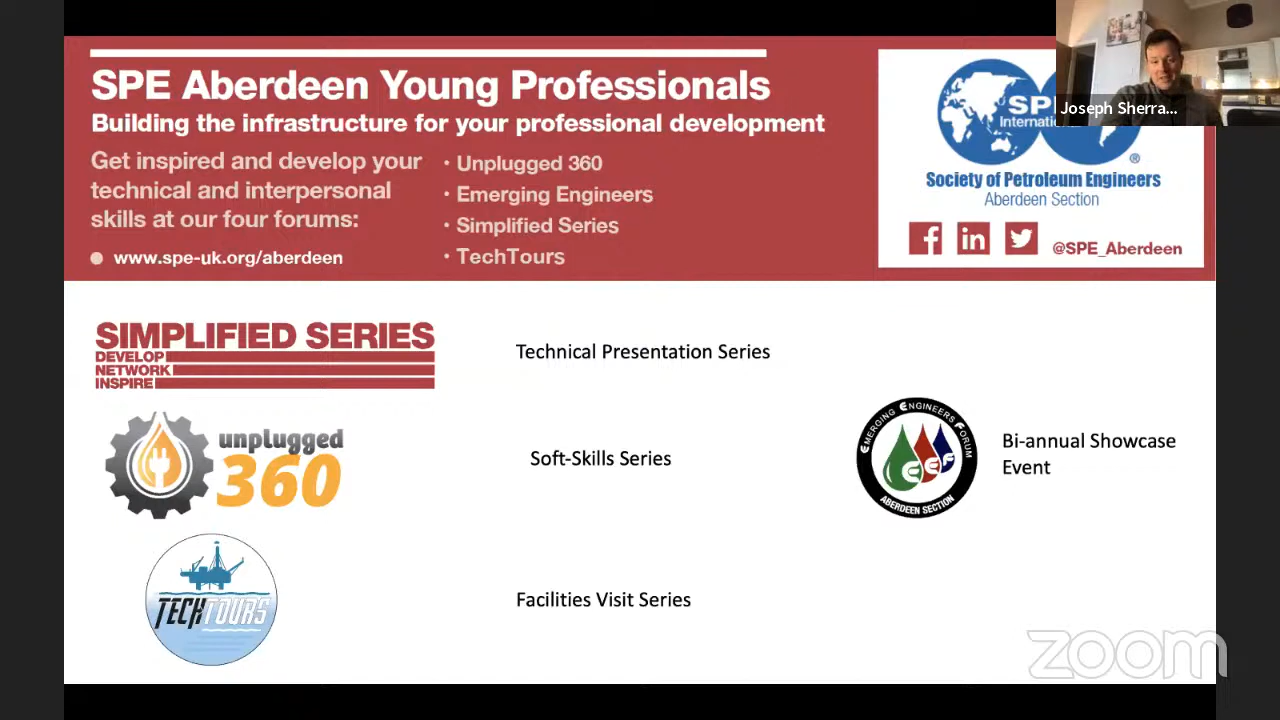 SPE Aberdeen Young Professionals
Building the infrastructure for your professional development
Get inspired and develop your
technical and interpersonal
skills at our four forums:
www.spe-uk.org/aberdeen
• Unplugged 360
• Emerging Engineers
• Simplified Series
• TechTours
SP
Internat
®
Society of Petroleum Engineers
Aberdeen Section
f in
@SPE_Aberdeen
Joseph Sherra...
SIMPLIFIED SERIES
DEVELOP
NETWORK
INSPIRE
Technical Presentation Series
unplugged
360
Soft-Skills Series
EMERGING ENGINEERS FORUM
EEF
ABERDEEN SECTION
Bi-annual Showcase
Event
TECHTOURS
Facilities Visit Series
zoom